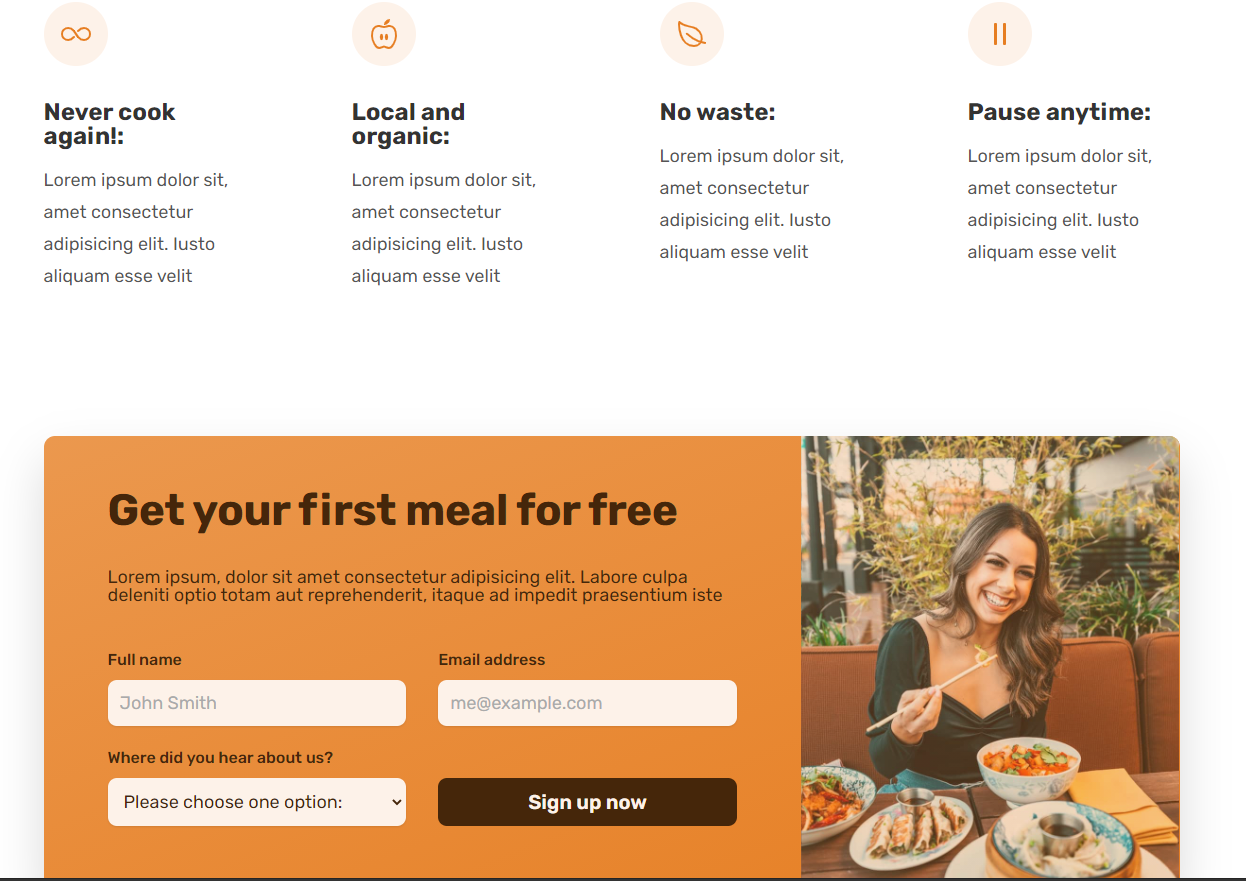 Never cook
again!:
Lorem ipsum dolor sit,
amet consectetur
adipisicing elit. Iusto
aliquam esse velit
Local and
organic:
Lorem ipsum dolor sit,
amet consectetur
adipisicing elit. Iusto
aliquam esse velit
No waste:
Lorem ipsum dolor sit,
amet consectetur
adipisicing elit. Iusto
aliquam esse velit
Pause anytime:
Lorem ipsum dolor sit,
amet consectetur
adipisicing elit. Iusto
aliquam esse velit
Get your first meal for free
Lorem ipsum, dolor sit amet consectetur adipisicing elit. Labore culpa
deleniti optio totam aut reprehenderit, itaque ad impedit praesentium iste
Full name
Email address
John Smith
me@example.com
Where did you hear about us?
Please choose one option:
Sign up now